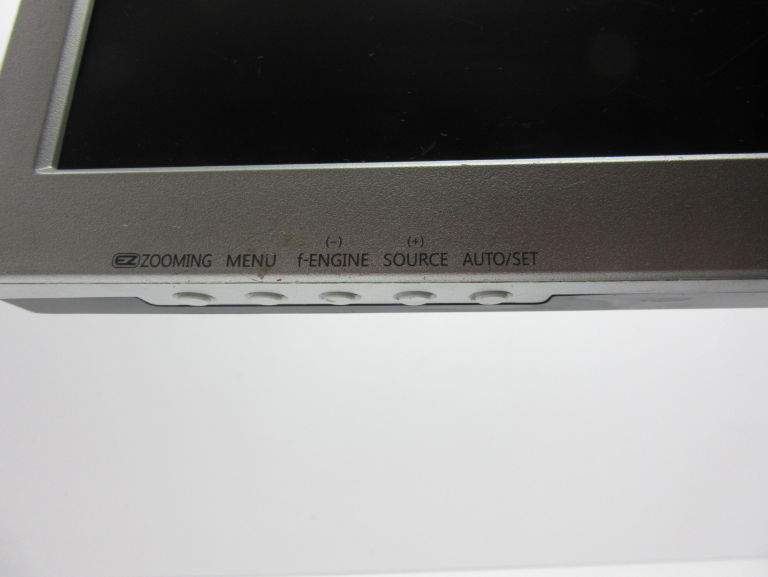 (-) (+)
EZ ZOOMING MENU f-ENGINE SOURCE AUTO/SET